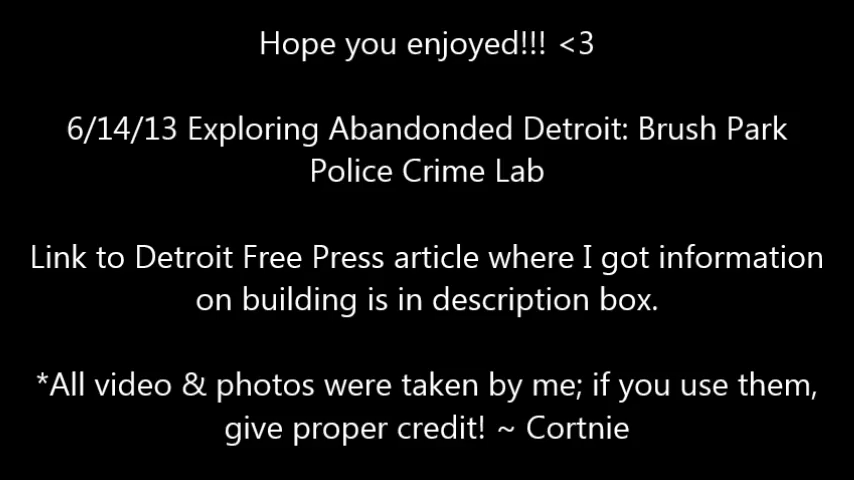 Hope you enjoyed!!! <3
6/14/13 Exploring Abandonded Detroit: Brush Park
Police Crime Lab
Link to Detroit Free Press article where I got information
on building is in description box.
*All video & photos were taken by me; if you use them,
give proper credit! ~ Cortnie